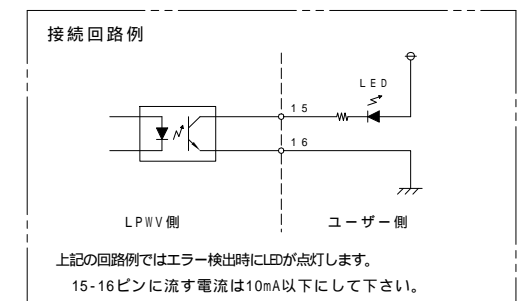 接続回路例
LED
15
16
LPWV側
ユーザー側
上記の回路例ではエラー検出時にLEDが点灯します。
15-16ピンに流す電流は10mA以下にして下さい。